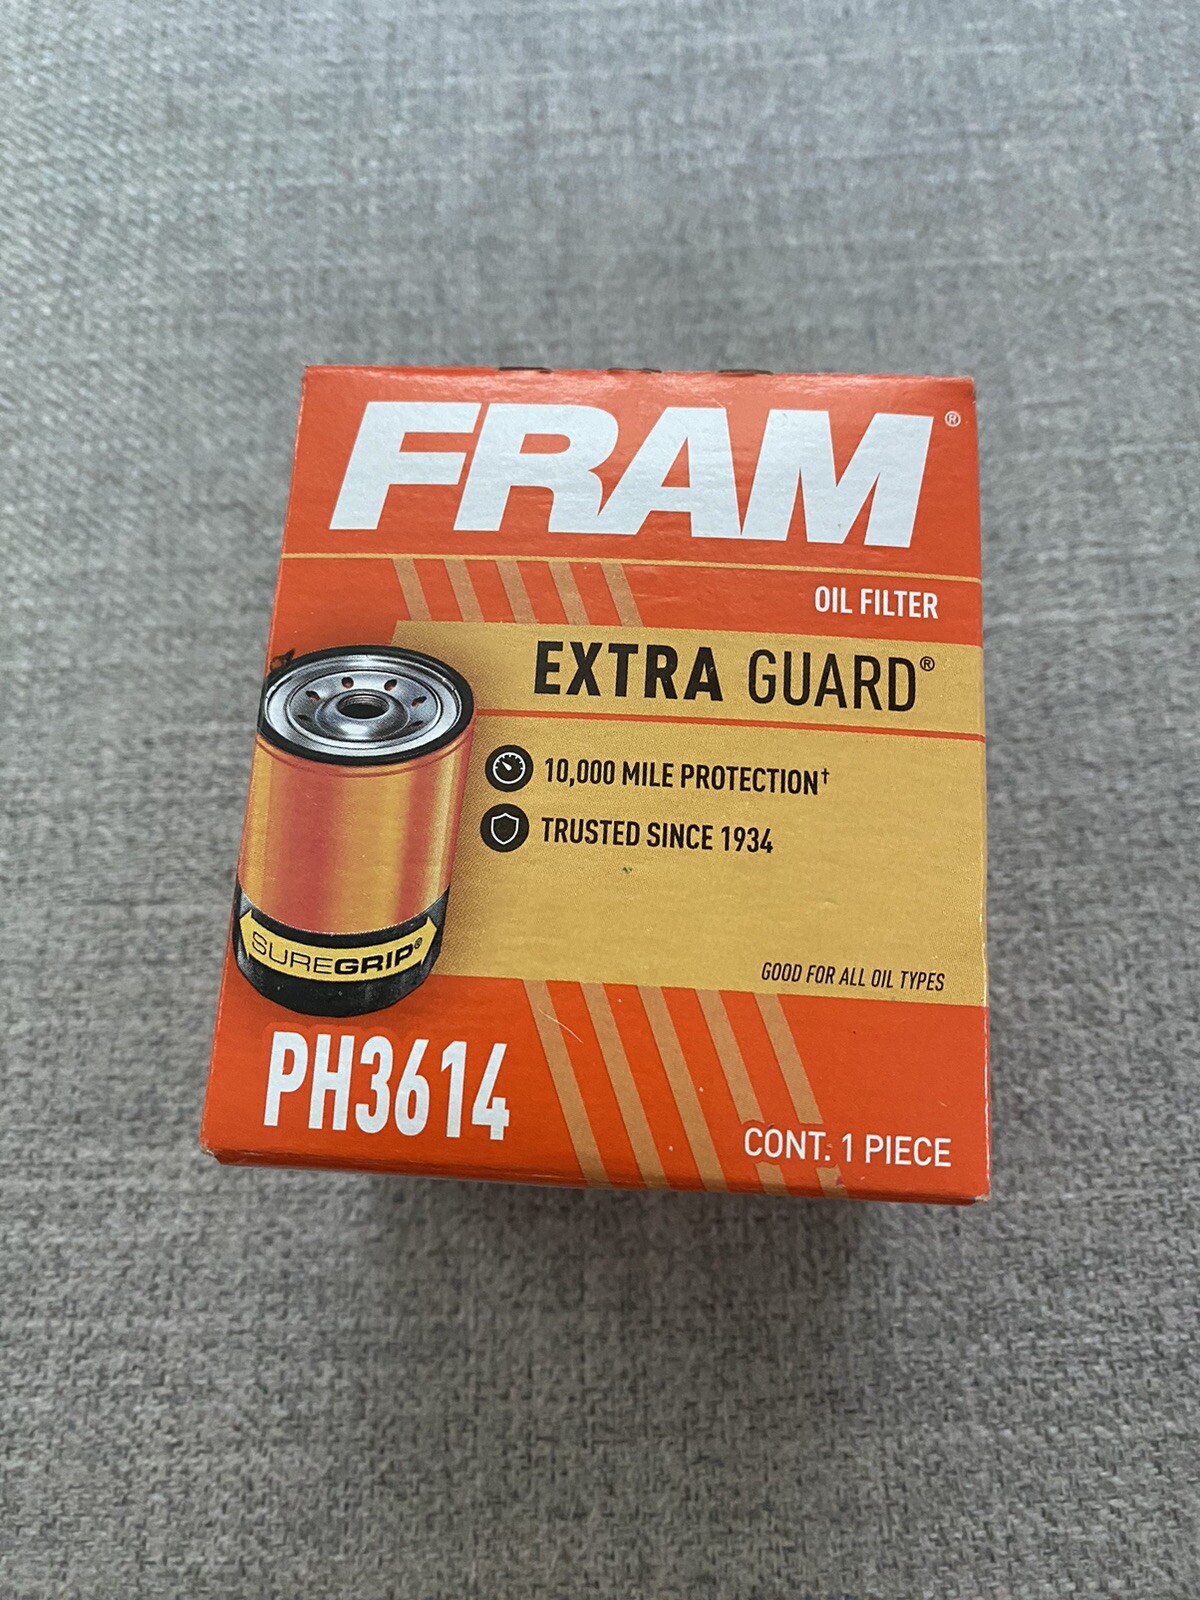 FRAM®
OIL FILTER
EXTRA GUARD®
10,000 MILE PROTECTION†
TRUSTED SINCE 1934
SUREGRIP®
GOOD FOR ALL OIL TYPES
PH3614
CONT. 1 PIECE